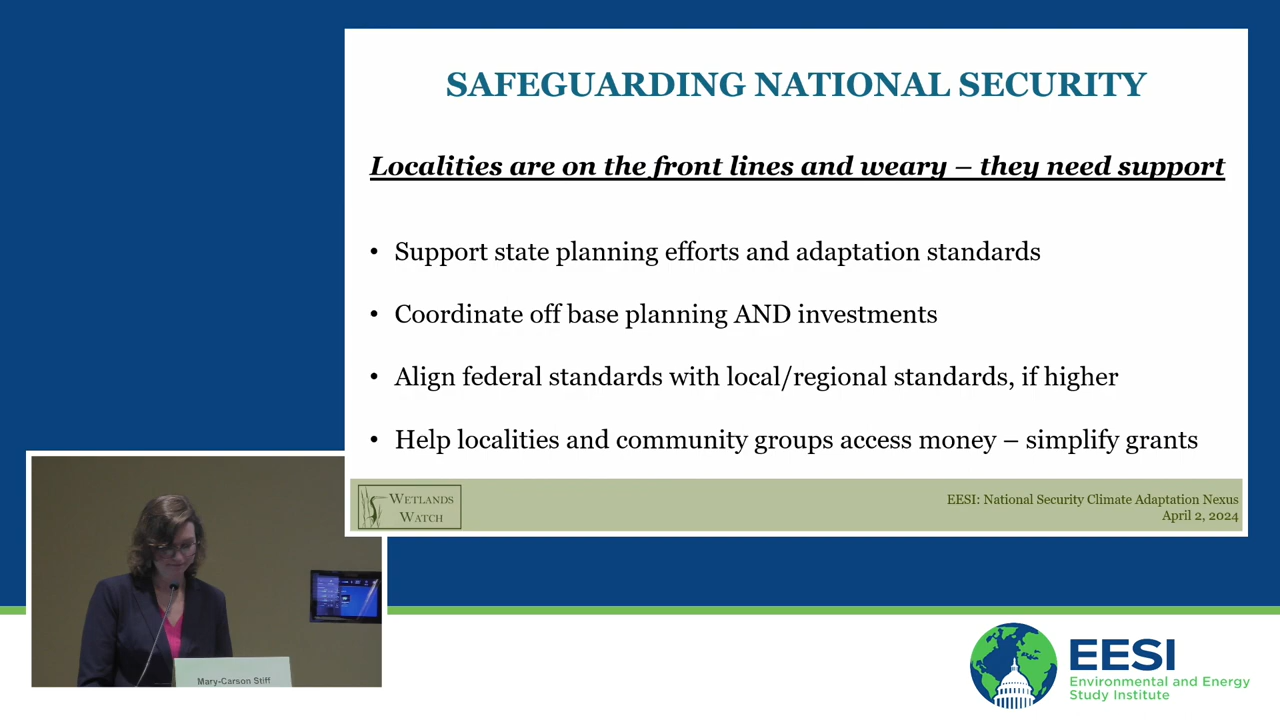 SAFEGUARDING NATIONAL SECURITY
Localities are on the front lines and weary – they need support
• Support state planning efforts and adaptation standards
• Coordinate off base planning AND investments
• Align federal standards with local/regional standards, if higher
• Help localities and community groups access money – simplify grants
WETLANDS
WATCH
EESI: National Security Climate Adaptation Nexus
April 2, 2024
Mary-Carson Stiff
EESI
Environmental and Energy
Study Institute